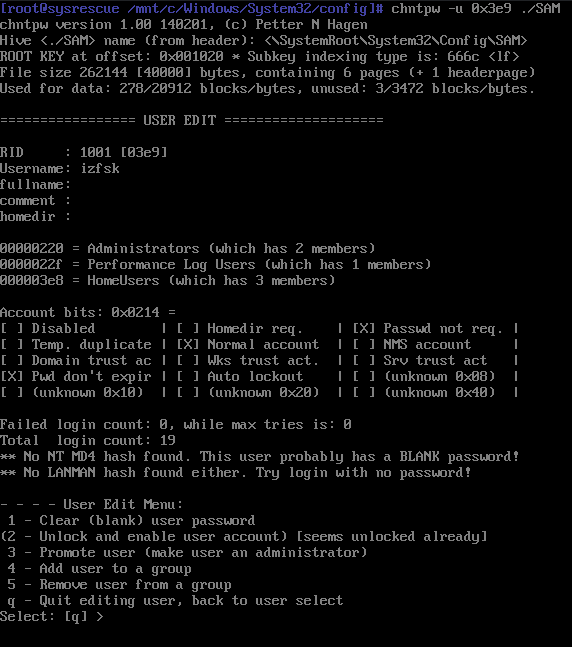 [root@sysrescue /mnt/c/Windows/System32/config]# chntpw -u 0x3e9 ./SAM
chntpw version 1.00 140201, (c) Petter N Hagen
Hive <./SAM> name (from header): <\SystemRoot\System32\Config\SAM>
ROOT KEY at offset: 0x001020 * Subkey indexing type is: 666c <lf>
File size 262144 [40000] bytes, containing 6 pages (+ 1 headerpage)
Used for data: 278/20912 blocks/bytes, unused: 3/3472 blocks/bytes.

================= USER EDIT ====================

RID     : 1001 [03e9]
Username: izfsk
fullname:
comment :
homedir :

00000220 = Administrators (which has 2 members)
0000022f = Performance Log Users (which has 1 members)
000003e8 = HomeUsers (which has 3 members)

Account bits: 0x0214 =
[ ] Disabled        | [ ] Homedir req.    | [X] Passwd not req. |
[ ] Temp. duplicate | [X] Normal account  | [ ] NMS account     |
[ ] Domain trust ac | [ ] Wks trust act.  | [ ] Srv trust act   |
[X] Pwd don't expir | [ ] Auto lockout    | [ ] (unknown 0x08)  |
[ ] (unknown 0x10)  | [ ] (unknown 0x20)  | [ ] (unknown 0x40)  |

Failed login count: 0, while max tries is: 0
Total  login count: 19
** No NT MD4 hash found. This user probably has a BLANK password!
** No LANMAN hash found either. Try login with no password!

- - - - User Edit Menu:
 1 - Clear (blank) user password
(2 - Unlock and enable user account) [seems unlocked already]
 3 - Promote user (make user an administrator)
 4 - Add user to a group
 5 - Remove user from a group
 q - Quit editing user, back to user select
Select: [q] >